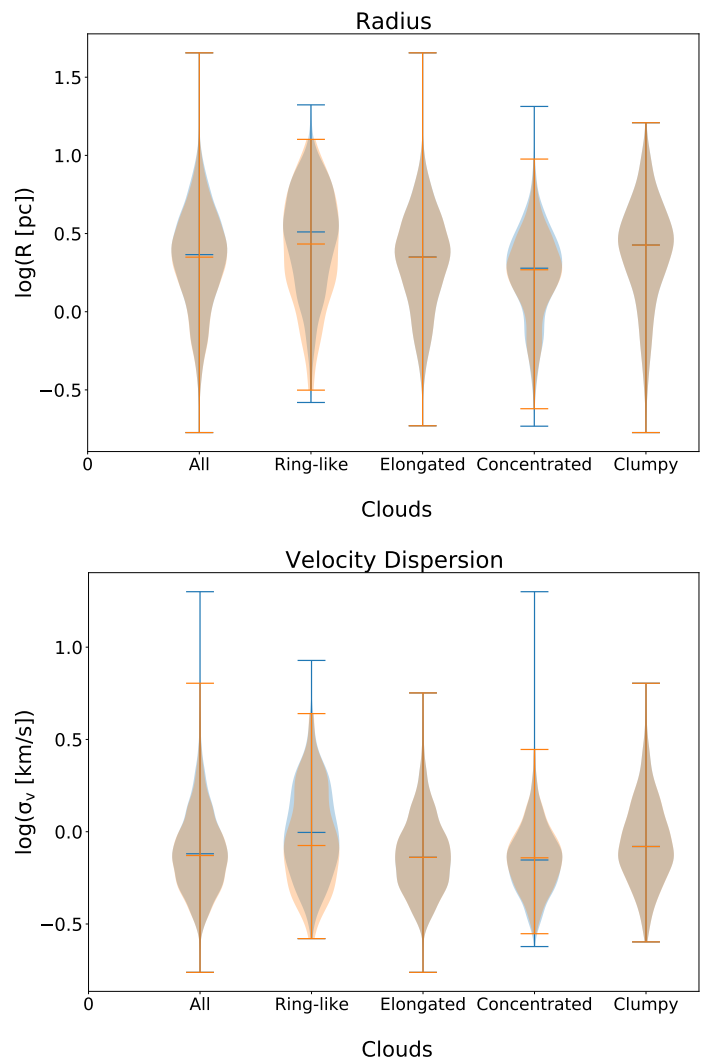 Radius
1.5
1.0
0.5
0.0
−0.5
log(R [pc])
0 All Ring-like Elongated Concentrated Clumpy
Clouds
Velocity Dispersion
1.0
0.5
0.0
−0.5
log(σᵥ [km/s])
0 All Ring-like Elongated Concentrated Clumpy
Clouds